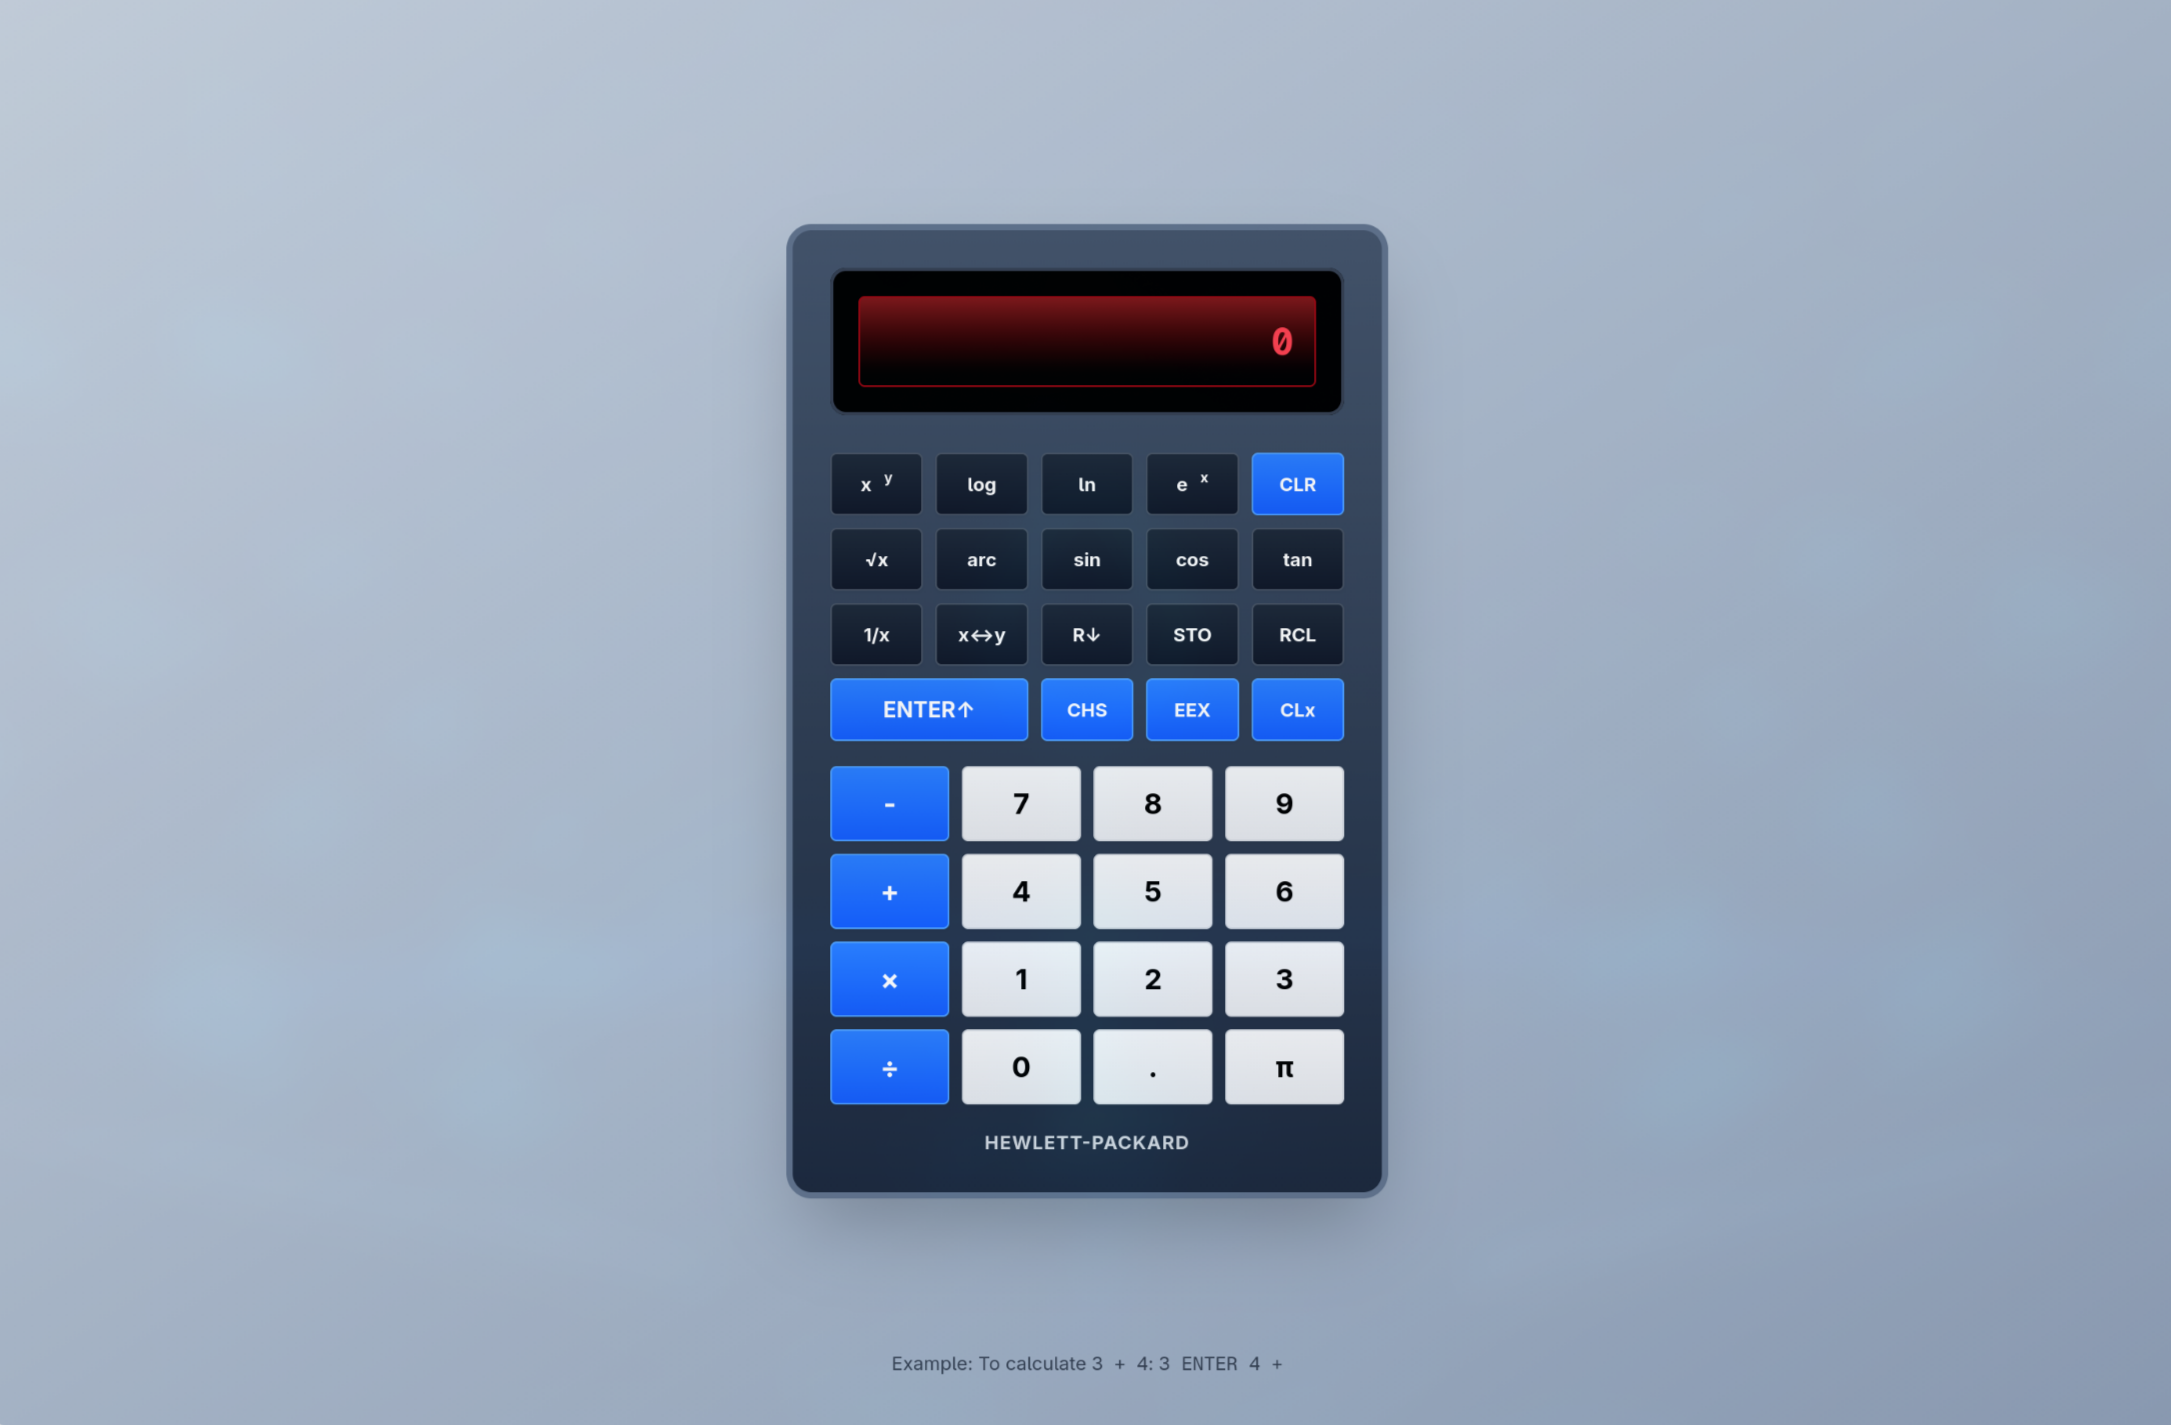 0
x y log ln e x CLR
√x arc sin cos tan
1/x x↔y R↓ STO RCL
ENTER↑ CHS EEX CLx
- 7 8 9
+ 4 5 6
× 1 2 3
÷ 0 . π
HEWLETT-PACKARD
Example: To calculate 3 + 4: 3 ENTER 4 +